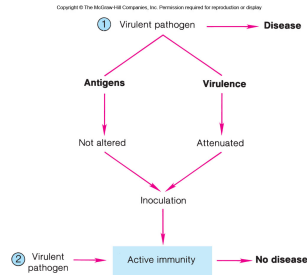 Copyright © The McGraw-Hill Companies, Inc. Permission required for reproduction or display
1 Virulent pathogen Disease
Antigens Virulence
Not altered Attenuated
Inoculation
2 Virulent
pathogen
Active immunity No disease